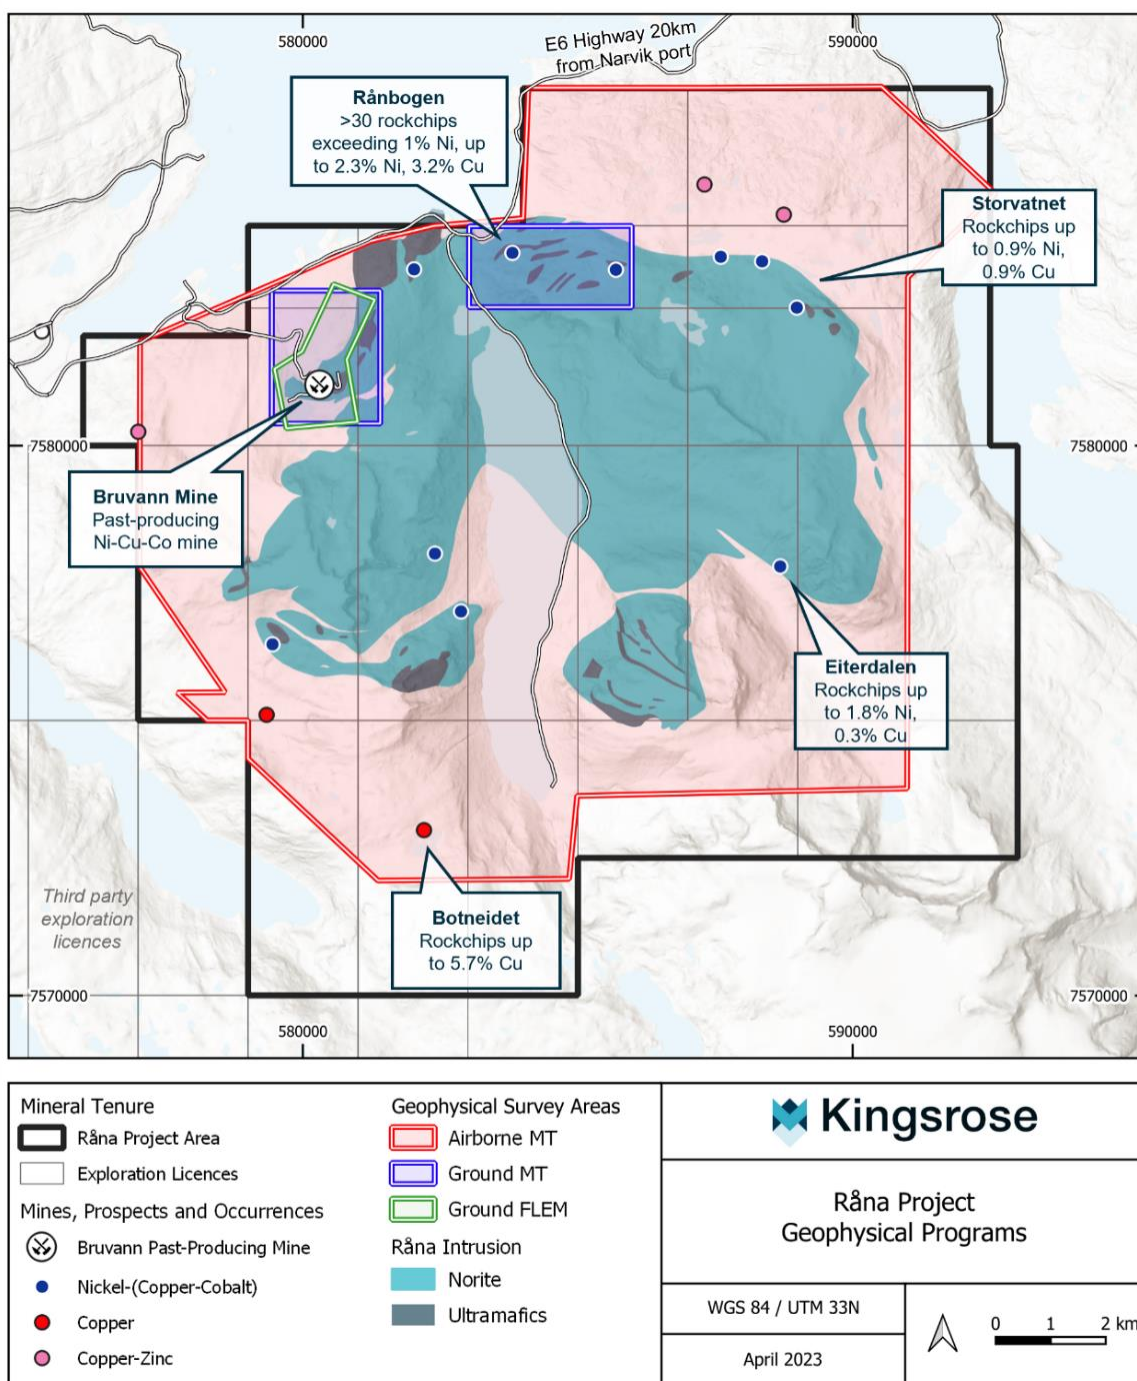 580000
590000
E6 Highway 20km
from Narvik port
Rånbogen
>30 rockchips
exceeding 1% Ni, up
to 2.3% Ni, 3.2% Cu
Storvatnet
Rockchips up
to 0.9% Ni,
0.9% Cu
7580000
7580000
Bruvann Mine
Past-producing
Ni-Cu-Co mine
Eiterdalen
Rockchips up
to 1.8% Ni,
0.3% Cu
Third party
exploration
licences
Botneidet
Rockchips up
to 5.7% Cu
7570000
7570000
580000
590000
Mineral Tenure
Råna Project Area
Exploration Licences
Mines, Prospects and Occurrences
Bruvann Past-Producing Mine
Nickel-(Copper-Cobalt)
Copper
Copper-Zinc
Geophysical Survey Areas
Airborne MT
Ground MT
Ground FLEM
Råna Intrusion
Norite
Ultramafics
Kingsrose
Råna Project
Geophysical Programs
WGS 84 / UTM 33N
April 2023
0 1 2 km